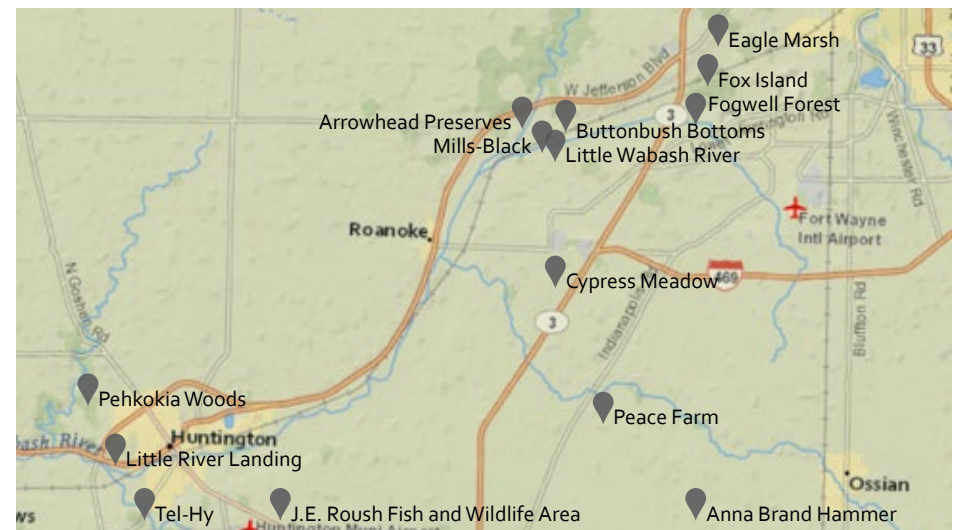 Eagle Marsh
33
W Jefferson Blvd
Fox Island
Fogwell Forest
3
Arrowhead Preserves
Buttonbush Bottoms
Lower Huntington Rd
Mills-Black
Little Wabash River
Winchester Rd
Fort Wayne
Intl Airport
Roanoke
Cypress Meadow
469
N Goshen Rd
3
Indianapolis
Bluffton Rd
Pehkokia Woods
Peace Farm
bash River
Huntington
Little River Landing
Ossian
ws
Tel-Hy
J.E. Roush Fish and Wildlife Area
Anna Brand Hammer
Huntington Muni Airport